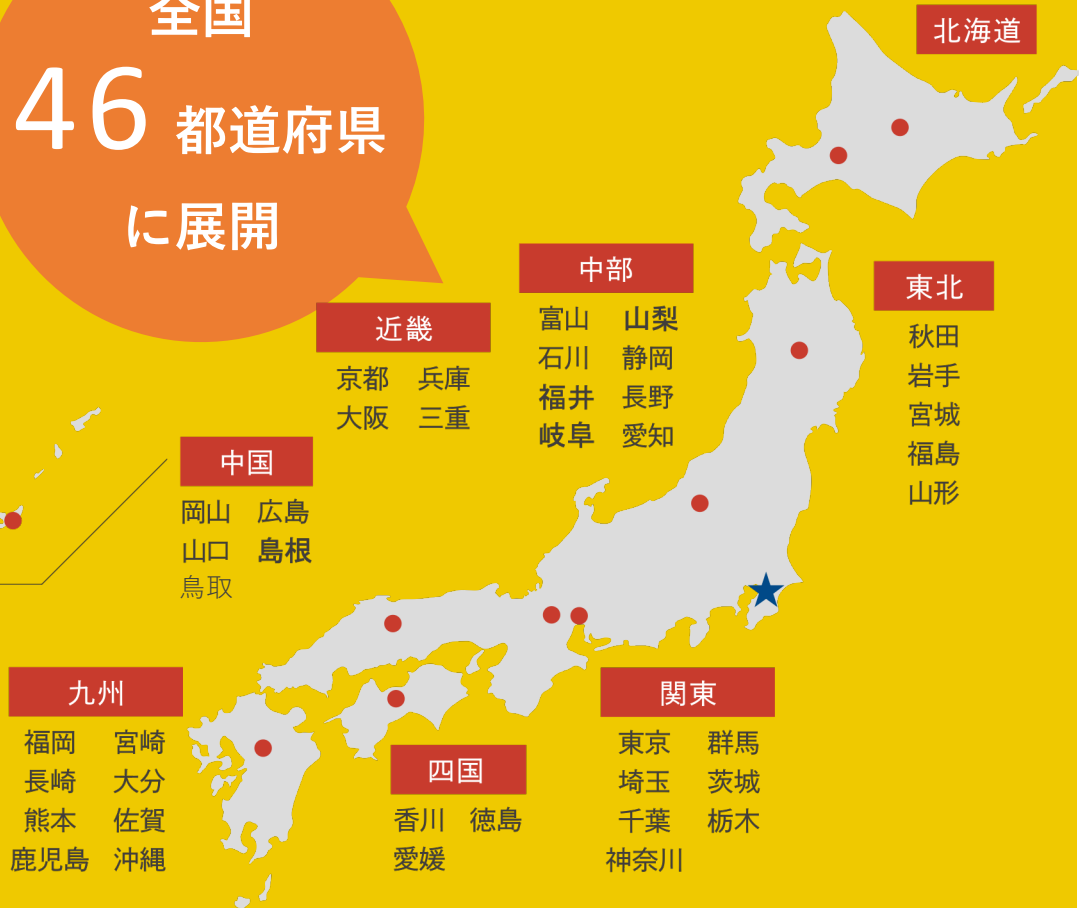 全国
46 都道府県
に展開
北海道
東北
秋田
岩手
宮城
福島
山形
中部
富山 山梨
石川 静岡
福井 長野
岐阜 愛知
近畿
京都 兵庫
大阪 三重
中国
岡山 広島
山口 島根
鳥取
九州
福岡 宮崎
長崎 大分
熊本 佐賀
鹿児島 沖縄
四国
香川 徳島
愛媛
関東
東京 群馬
埼玉 茨城
千葉 栃木
神奈川